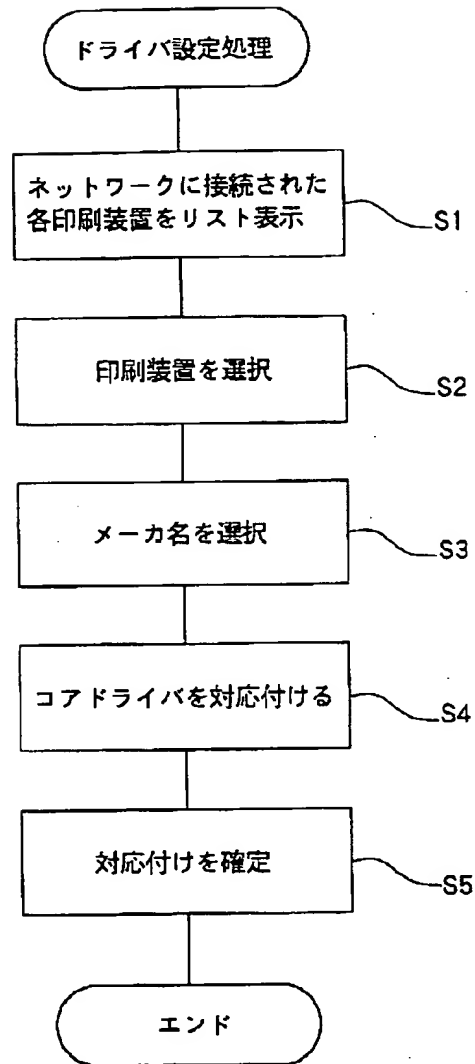 ドライバ設定処理
ネットワークに接続された
各印刷装置をリスト表示
S1
印刷装置を選択
S2
メーカ名を選択
S3
コアドライバを対応付ける
S4
対応付けを確定
S5
エンド